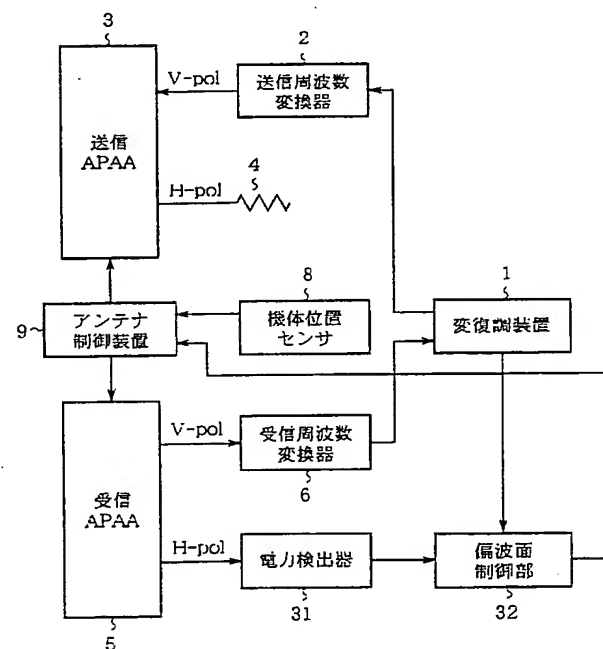 3
送信
APAA
V-pol
2
送信周波数
変換器
H-pol
4
9
アンテナ
制御装置
8
機体位置
センサ
1
変復調装置
受信
APAA
5
V-pol
受信周波数
変換器
6
H-pol
電力検出器
31
偏波面
制御部
32